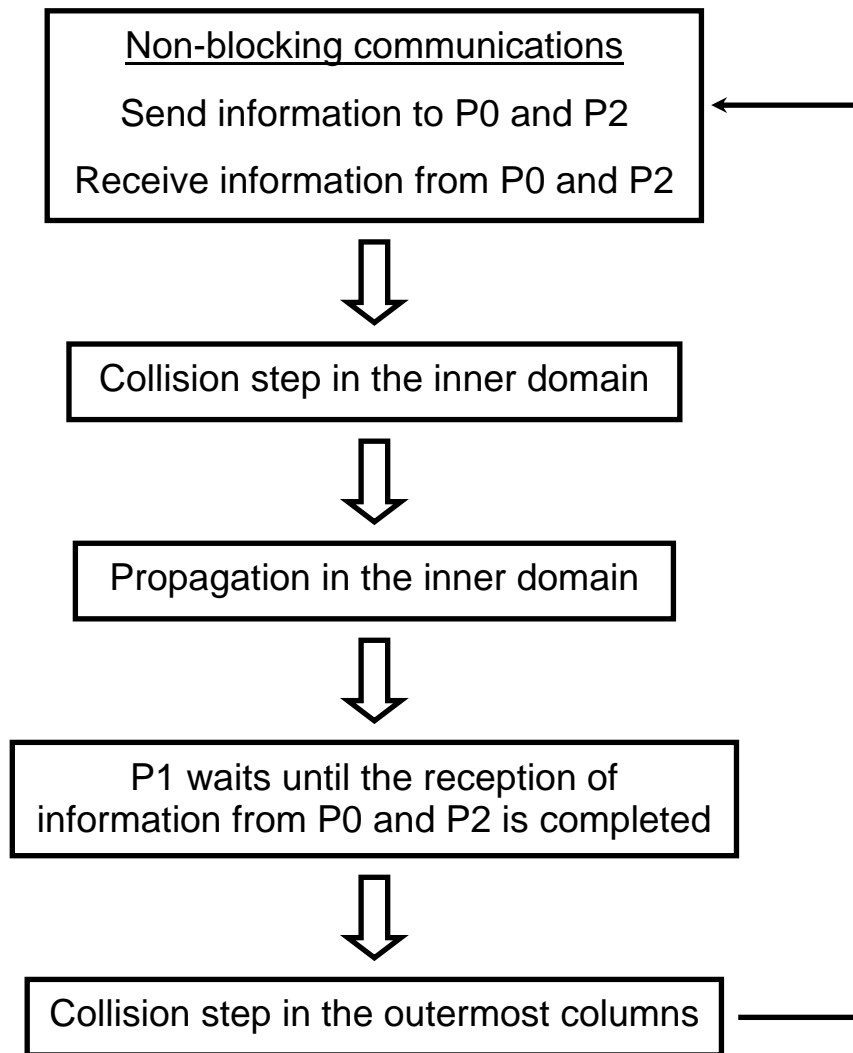 Non-blocking communications
Send information to P0 and P2
Receive information from P0 and P2
Collision step in the inner domain
Propagation in the inner domain
P1 waits until the reception of
information from P0 and P2 is completed
Collision step in the outermost columns